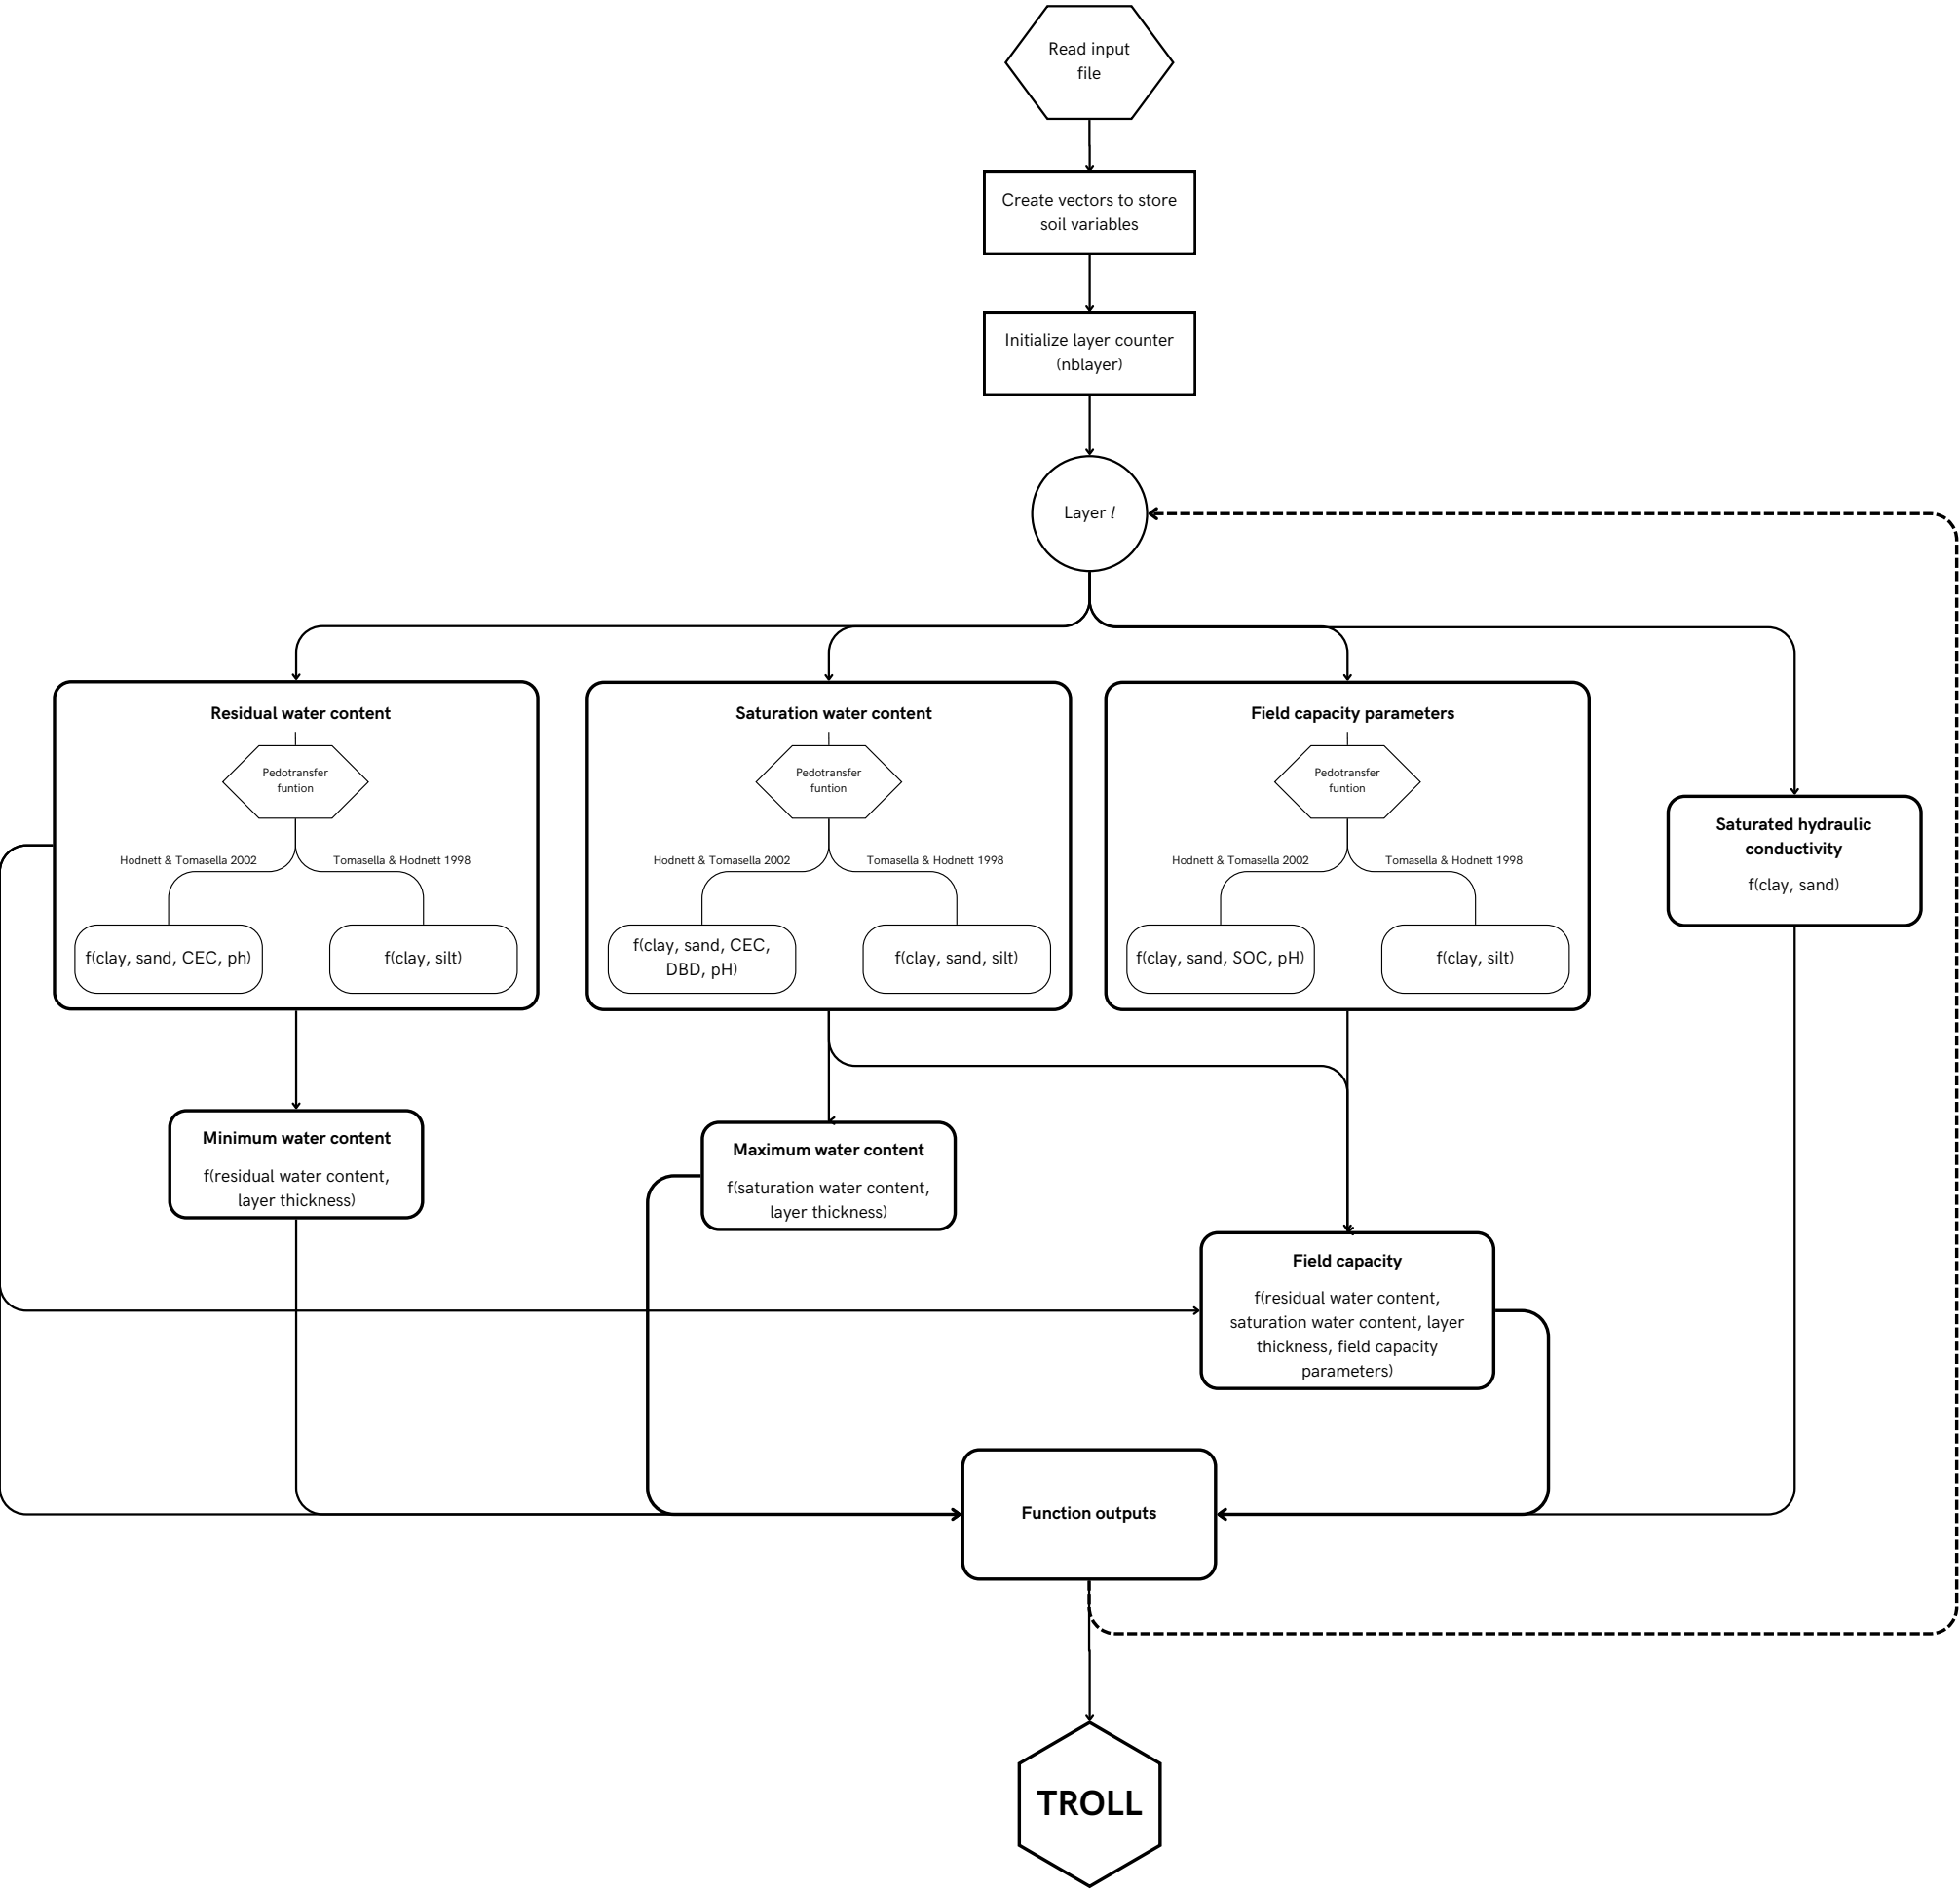 Read input
file
Create vectors to store
soil variables
Initialize layer counter
(nblayer)
Layer l
Residual water content
Pedotransfer
funtion
Hodnett & Tomasella 2002
Tomasella & Hodnett 1998
f(clay, sand, CEC, ph)
f(clay, silt)
Saturation water content
Pedotransfer
funtion
Hodnett & Tomasella 2002
Tomasella & Hodnett 1998
f(clay, sand, CEC,
DBD, pH)
f(clay, sand, silt)
Field capacity parameters
Pedotransfer
funtion
Hodnett & Tomasella 2002
Tomasella & Hodnett 1998
f(clay, sand, SOC, pH)
f(clay, silt)
Saturated hydraulic
conductivity
f(clay, sand)
Minimum water content
f(residual water content,
layer thickness)
Maximum water content
f(saturation water content,
layer thickness)
Field capacity
f(residual water content,
saturation water content, layer
thickness, field capacity
parameters)
Function outputs
TROLL